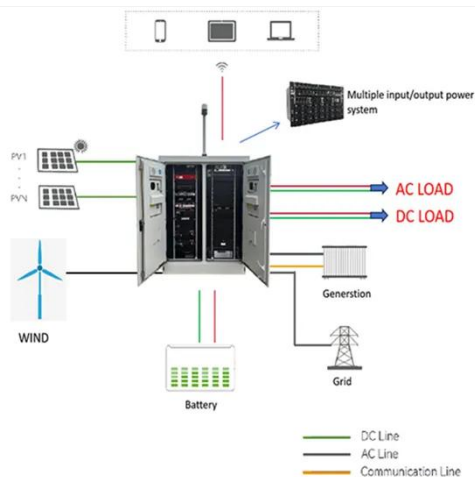 Multiple input/output power
system
PV1
PVN
AC LOAD
DC LOAD
WIND
Generstion
Battery
Grid
DC Line
AC Line
Communication Line